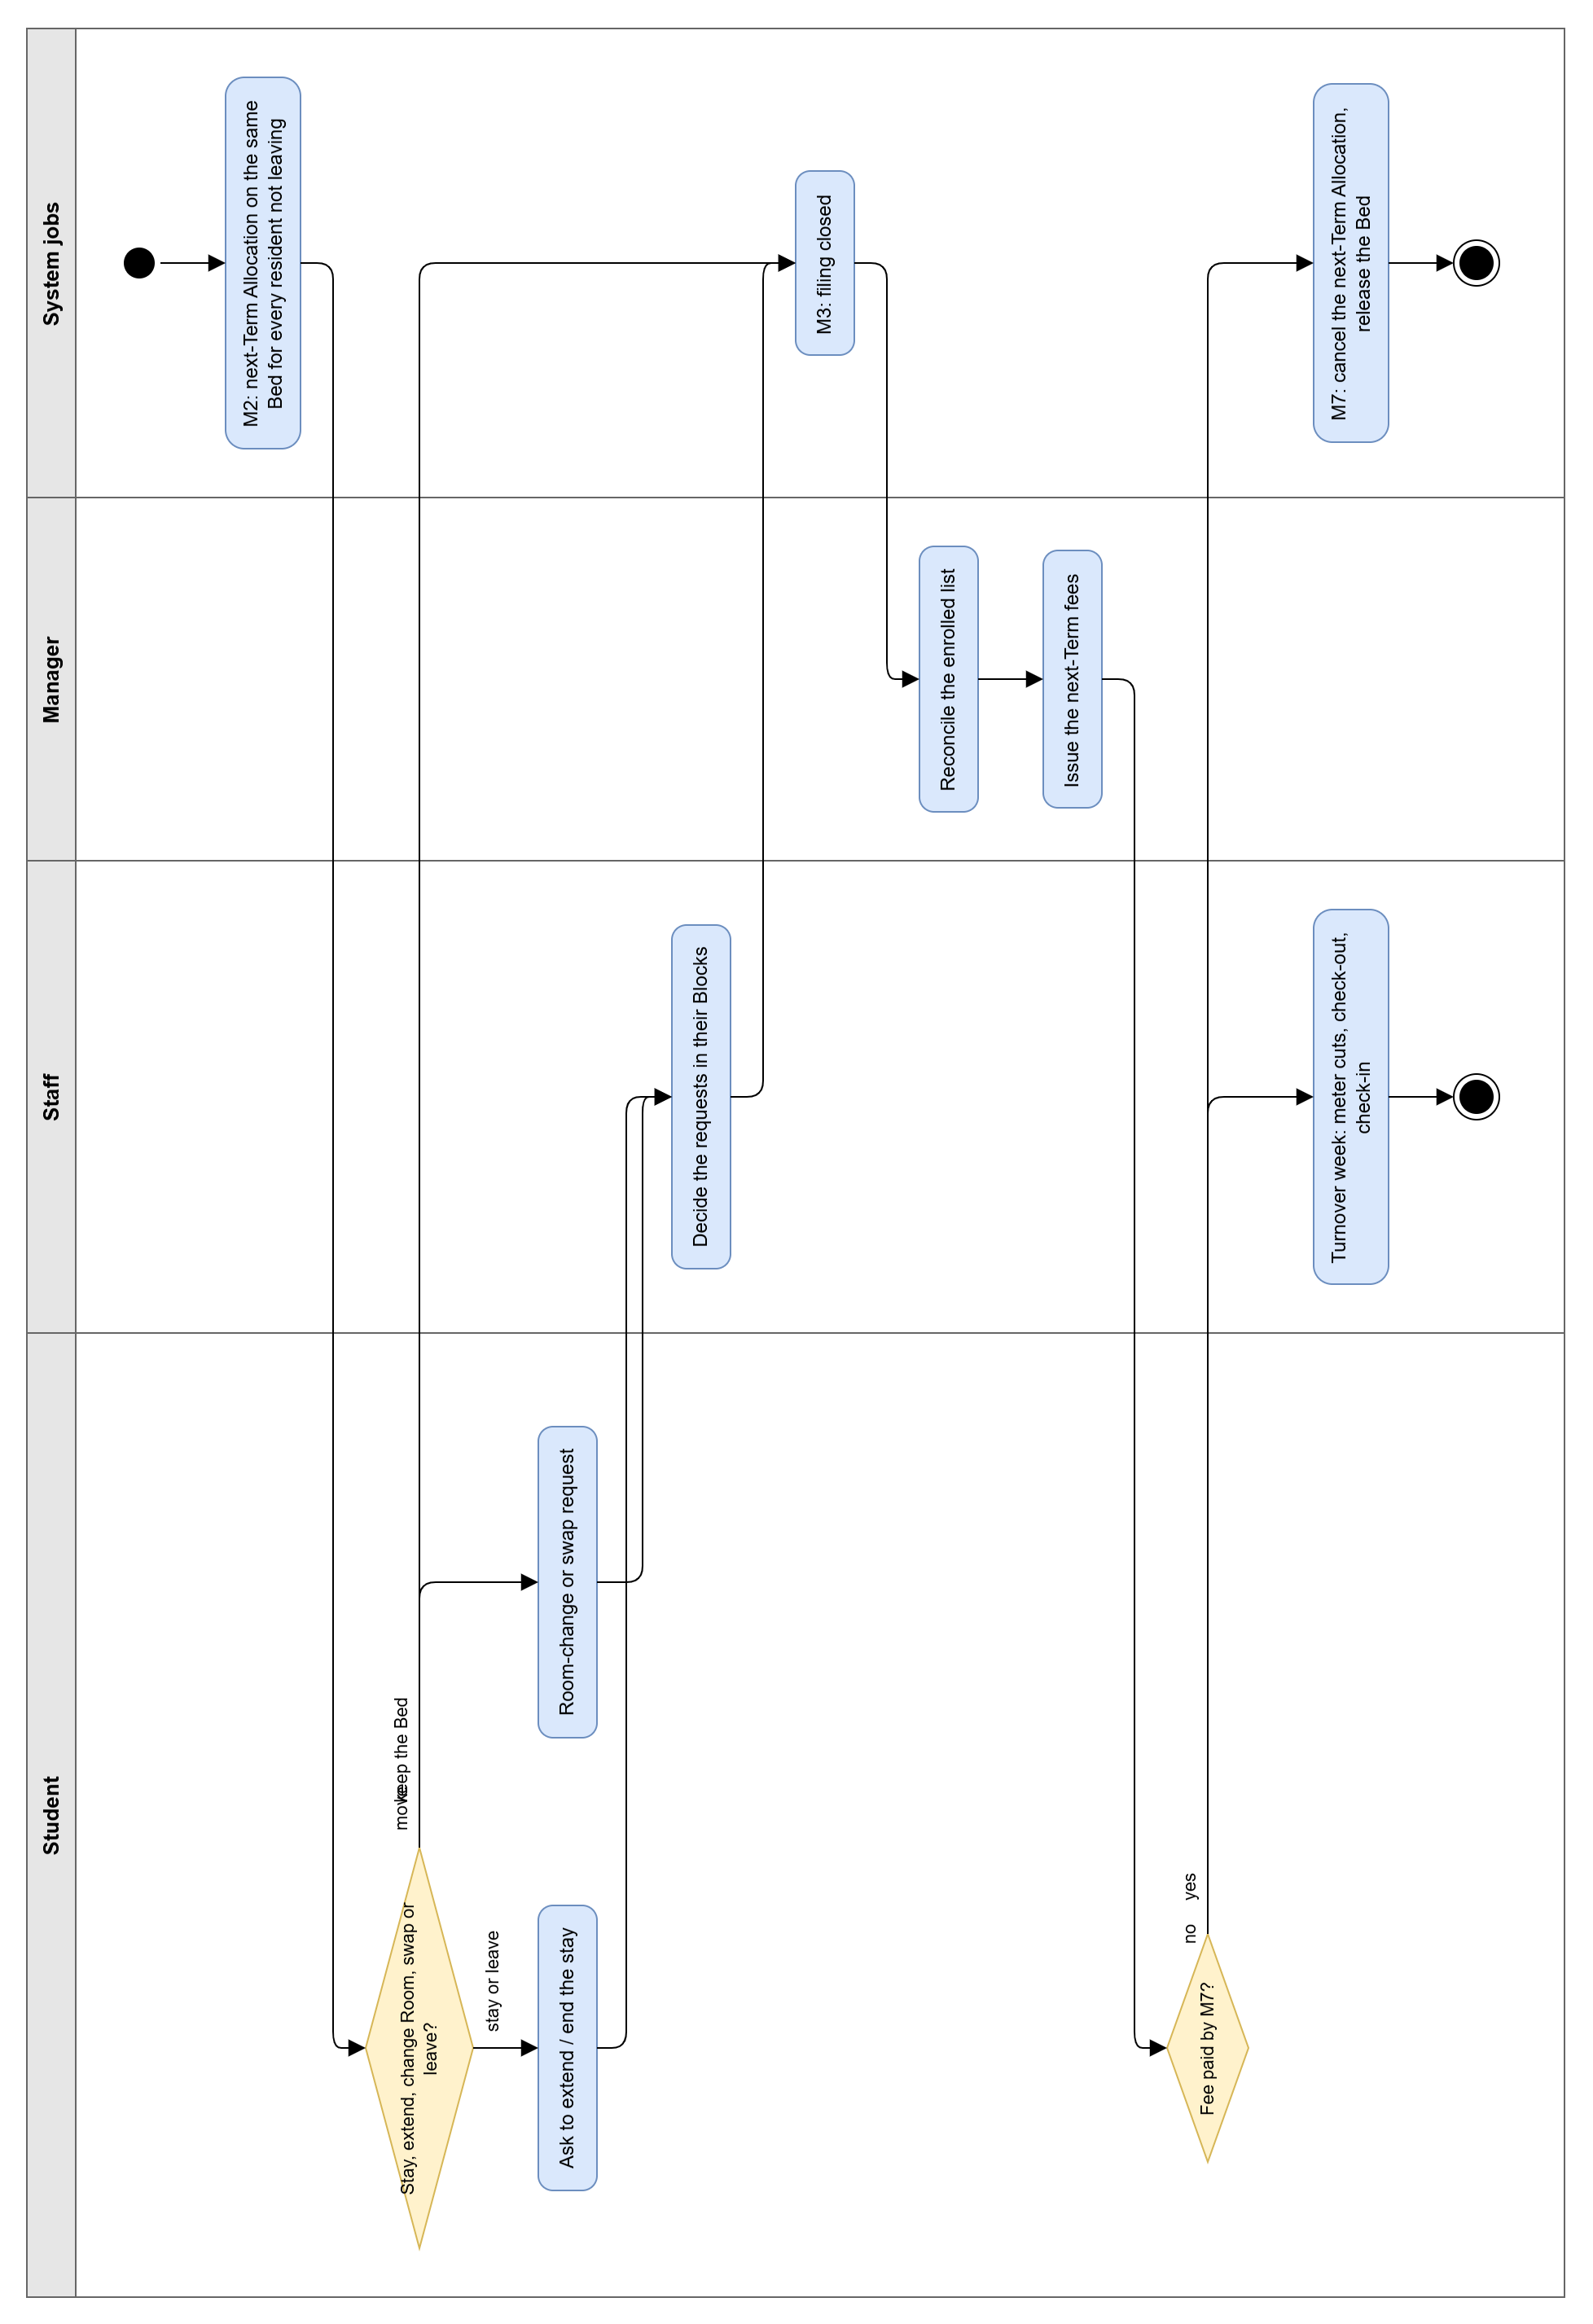 Student
Staff
Manager
System jobs
M2: next-Term Allocation on the same
Bed for every resident not leaving
Stay, extend, change Room, swap or
leave?
move
keep the Bed
stay or leave
Ask to extend / end the stay
Room-change or swap request
Decide the requests in their Blocks
M3: filing closed
Reconcile the enrolled list
Issue the next-Term fees
Fee paid by M7?
no
yes
Turnover week: meter cuts, check-out,
check-in
M7: cancel the next-Term Allocation,
release the Bed